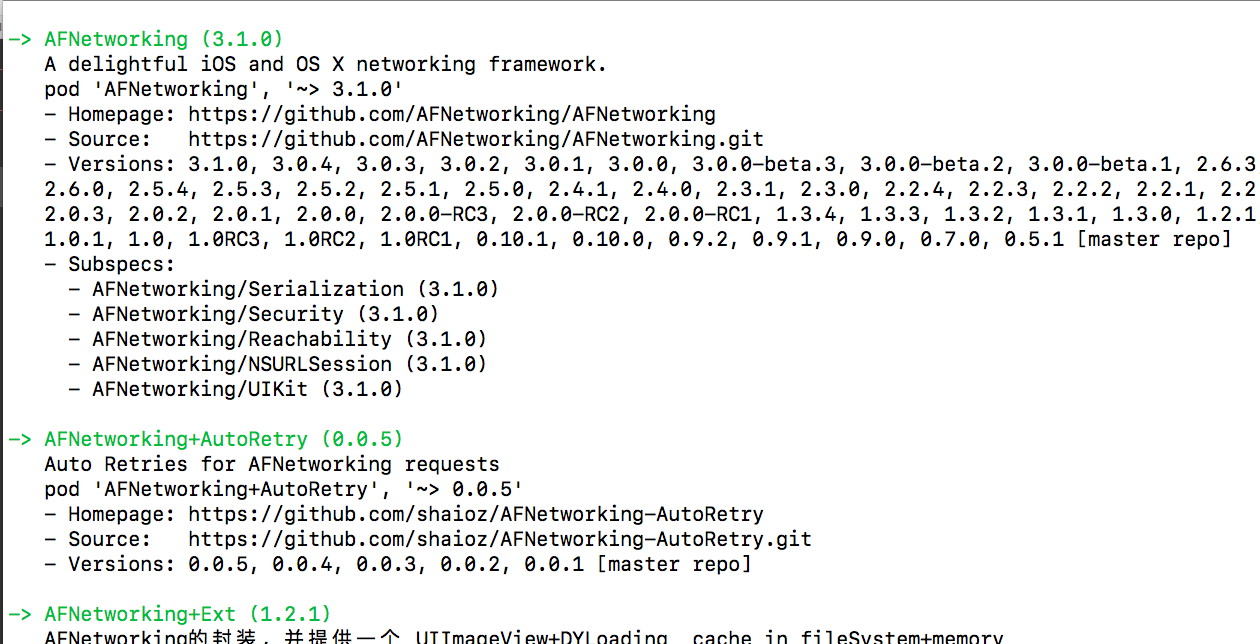 -> AFNetworking (3.1.0)
A delightful iOS and OS X networking framework.
pod 'AFNetworking', '~> 3.1.0'
- Homepage: https://github.com/AFNetworking/AFNetworking
- Source:   https://github.com/AFNetworking/AFNetworking.git
- Versions: 3.1.0, 3.0.4, 3.0.3, 3.0.2, 3.0.1, 3.0.0, 3.0.0-beta.3, 3.0.0-beta.2, 3.0.0-beta.1, 2.6.3
2.6.0, 2.5.4, 2.5.3, 2.5.2, 2.5.1, 2.5.0, 2.4.1, 2.4.0, 2.3.1, 2.3.0, 2.2.4, 2.2.3, 2.2.2, 2.2.1, 2.2
2.0.3, 2.0.2, 2.0.1, 2.0.0, 2.0.0-RC3, 2.0.0-RC2, 2.0.0-RC1, 1.3.4, 1.3.3, 1.3.2, 1.3.1, 1.3.0, 1.2.1
1.0.1, 1.0, 1.0RC3, 1.0RC2, 1.0RC1, 0.10.1, 0.10.0, 0.9.2, 0.9.1, 0.9.0, 0.7.0, 0.5.1 [master repo]
- Subspecs:
- AFNetworking/Serialization (3.1.0)
- AFNetworking/Security (3.1.0)
- AFNetworking/Reachability (3.1.0)
- AFNetworking/NSURLSession (3.1.0)
- AFNetworking/UIKit (3.1.0)
-> AFNetworking+AutoRetry (0.0.5)
Auto Retries for AFNetworking requests
pod 'AFNetworking+AutoRetry', '~> 0.0.5'
- Homepage: https://github.com/shaioz/AFNetworking-AutoRetry
- Source:   https://github.com/shaioz/AFNetworking-AutoRetry.git
- Versions: 0.0.5, 0.0.4, 0.0.3, 0.0.2, 0.0.1 [master repo]
-> AFNetworking+Ext (1.2.1)
AFNetworking的封装，并提供一个 UIImageView+DYLoading  cache in fileSystem+memory